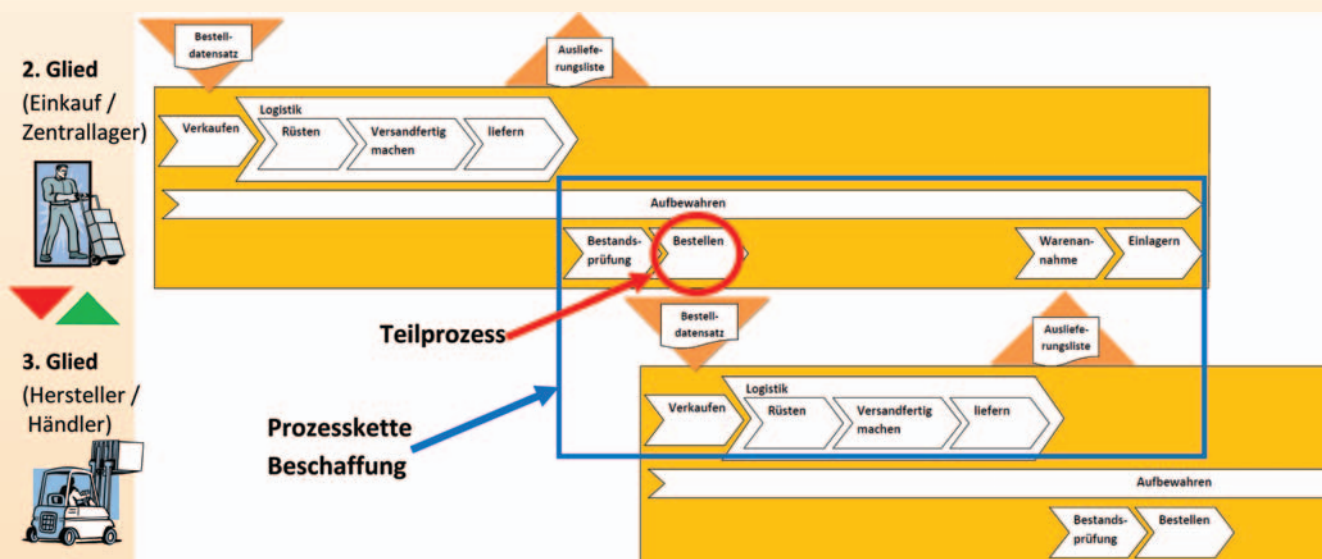 Bestell-
datensatz
Ausliefe-
rungsliste
2. Glied
(Einkauf /
Zentrallager)
Verkaufen
Logistik
Rüsten
Versandfertig
machen
liefern
Aufbewahren
Bestands-
prüfung
Bestellen
Warenan-
nahme
Einlagern
Teilprozess
Bestell-
datensatz
Ausliefe-
rungsliste
3. Glied
(Hersteller /
Händler)
Prozesskette
Beschaffung
Verkaufen
Logistik
Rüsten
Versandfertig
machen
liefern
Aufbewahren
Bestands-
prüfung
Bestellen